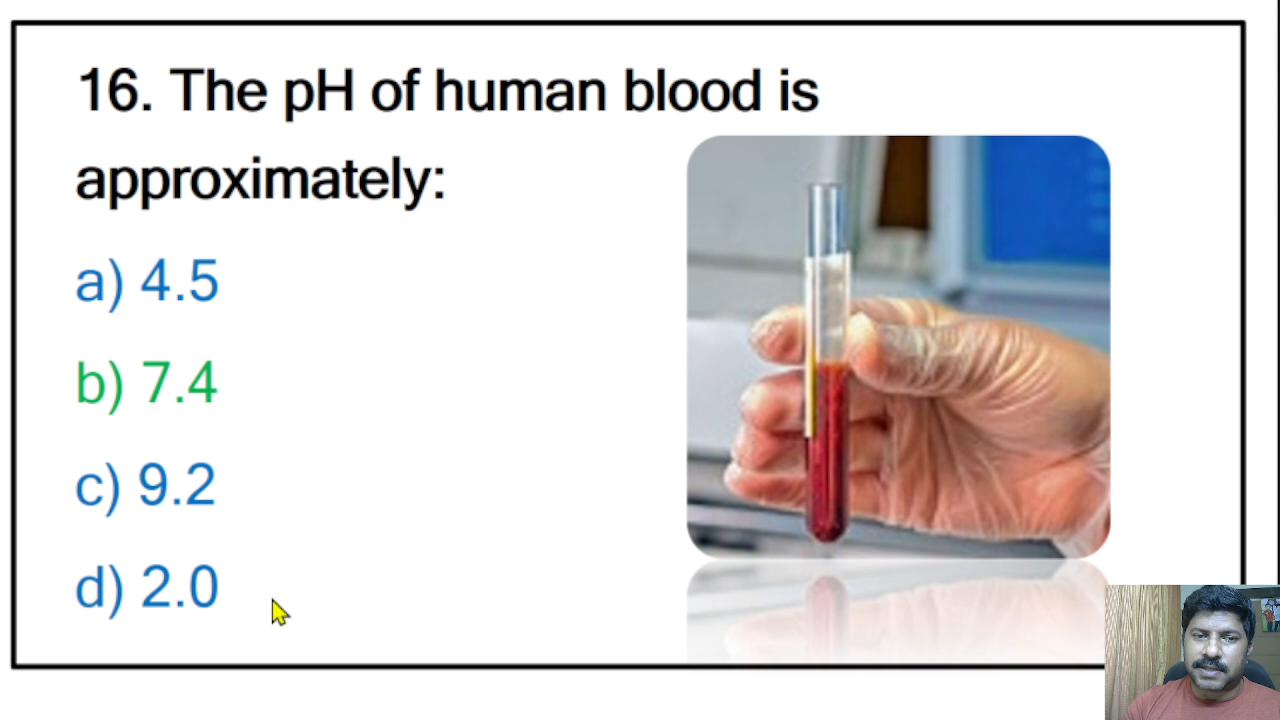 16. The pH of human blood is
approximately:
a) 4.5
b) 7.4
c) 9.2
d) 2.0